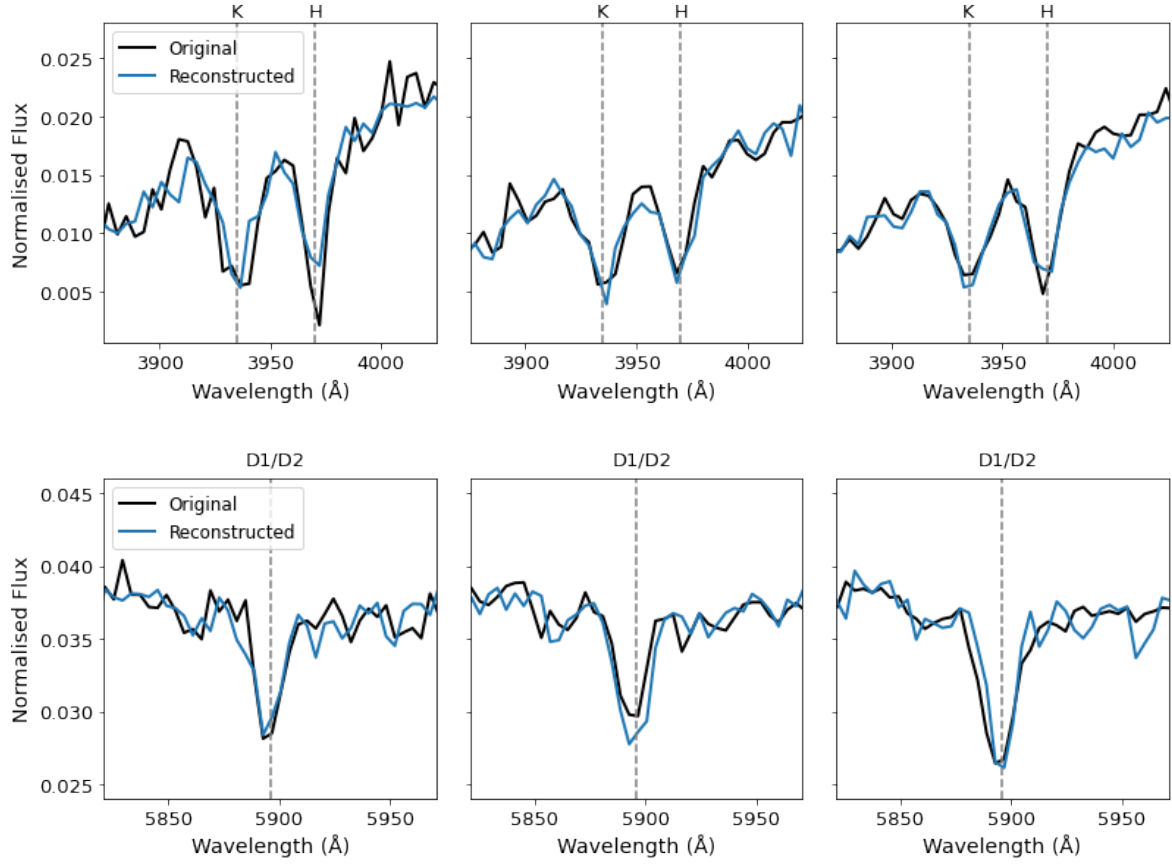 K H
K H
K H
0.025
0.020
0.015
0.010
0.005
Normalised Flux
Original
Reconstructed
3900 3950 4000
3900 3950 4000
3900 3950 4000
Wavelength (Å)
Wavelength (Å)
Wavelength (Å)
D1/D2
D1/D2
D1/D2
0.045
0.040
0.035
0.030
0.025
Normalised Flux
Original
Reconstructed
5850 5900 5950
5850 5900 5950
5850 5900 5950
Wavelength (Å)
Wavelength (Å)
Wavelength (Å)